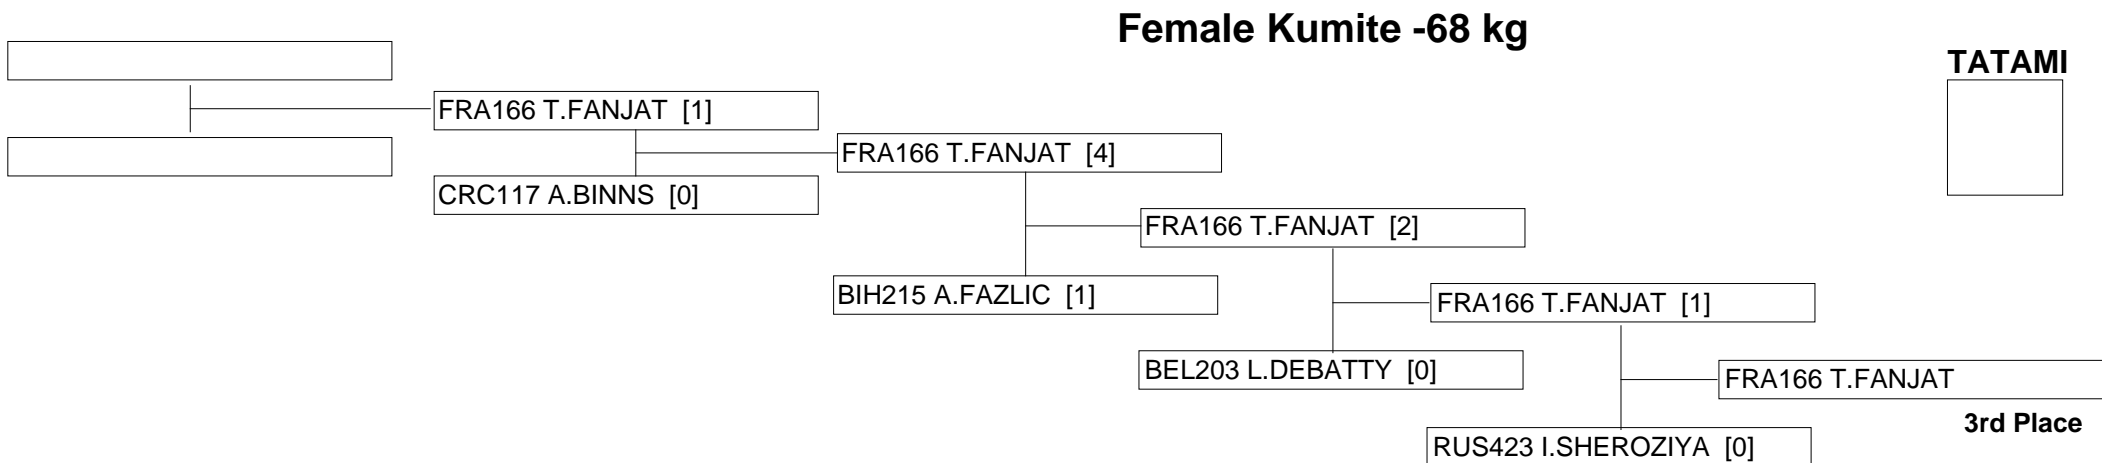 Female Kumite -68 kg
TATAMI
FRA166 T.FANJAT [1]
CRC117 A.BINNS [0]
FRA166 T.FANJAT [4]
BIH215 A.FAZLIC [1]
FRA166 T.FANJAT [2]
BEL203 L.DEBATTY [0]
FRA166 T.FANJAT [1]
RUS423 I.SHEROZIYA [0]
FRA166 T.FANJAT
3rd Place